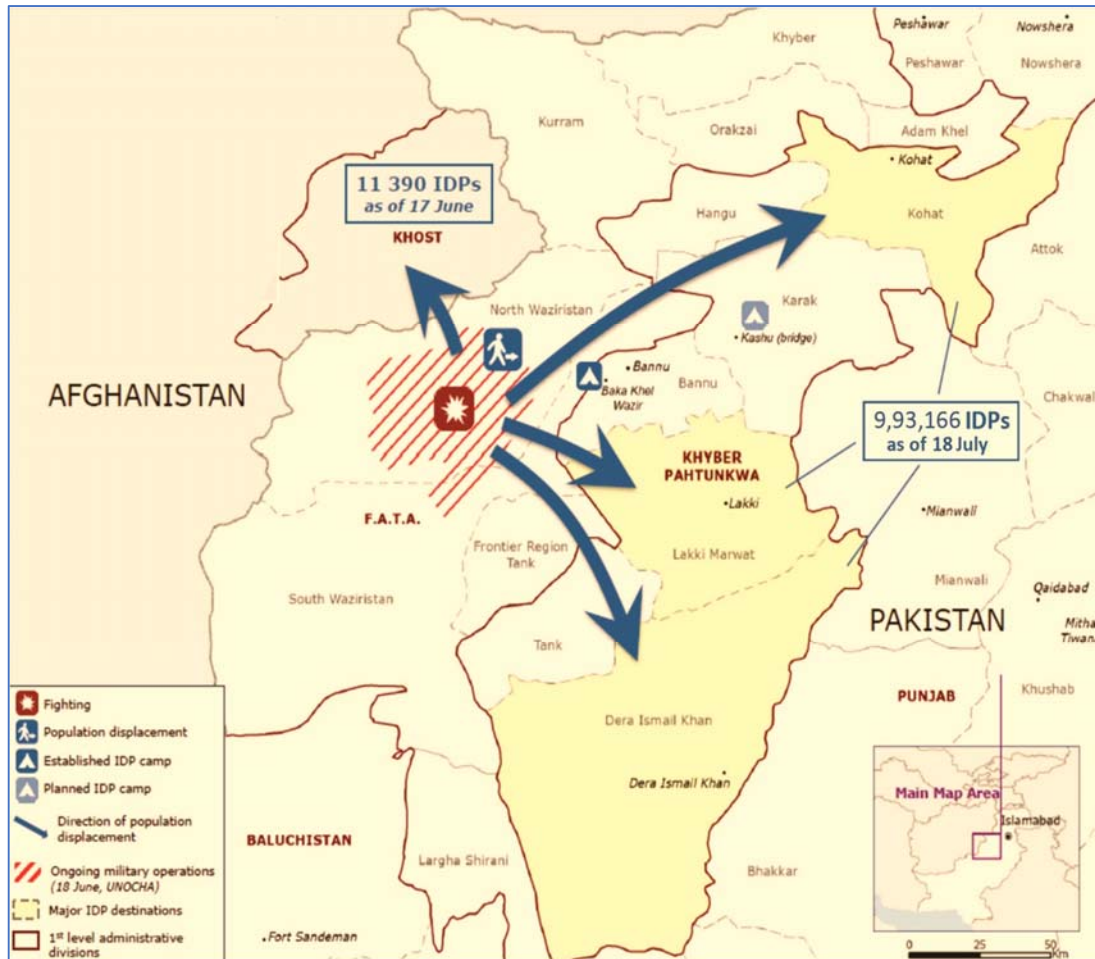 Peshawar
Nowshera
Khyber
Peshawar
Nowshera
Kurram
Orakzai
Adam Khel
Kohat
11 390 IDPs
as of 17 June
Hangu
Kohat
KHOST
Attok
North Waziristan
Karak
Kashu (bridge)
Bannu
AFGHANISTAN
Baka Khel
Wazir
Bannu
Chakwal
9,93,166 IDPs
as of 18 July
KHYBER
PAHTUNKWA
Lakki
Mianwali
F.A.T.A.
Frontier Region
Tank
Lakki Marwat
Mianwali
South Waziristan
Qaidabad
PAKISTAN
Mitha
Tiwana
Tank
PUNJAB
Khushab
Fighting
Population displacement
Established IDP camp
Planned IDP camp
Direction of population
displacement
Ongoing military operations
(18 June, UNOCHA)
Major IDP destinations
1st level administrative
divisions
Dera Ismail Khan
Dera Ismail Khan
BALUCHISTAN
Largha Shirani
Bhakkar
Fort Sandeman
Main Map Area
Islamabad
0 25 50
Km